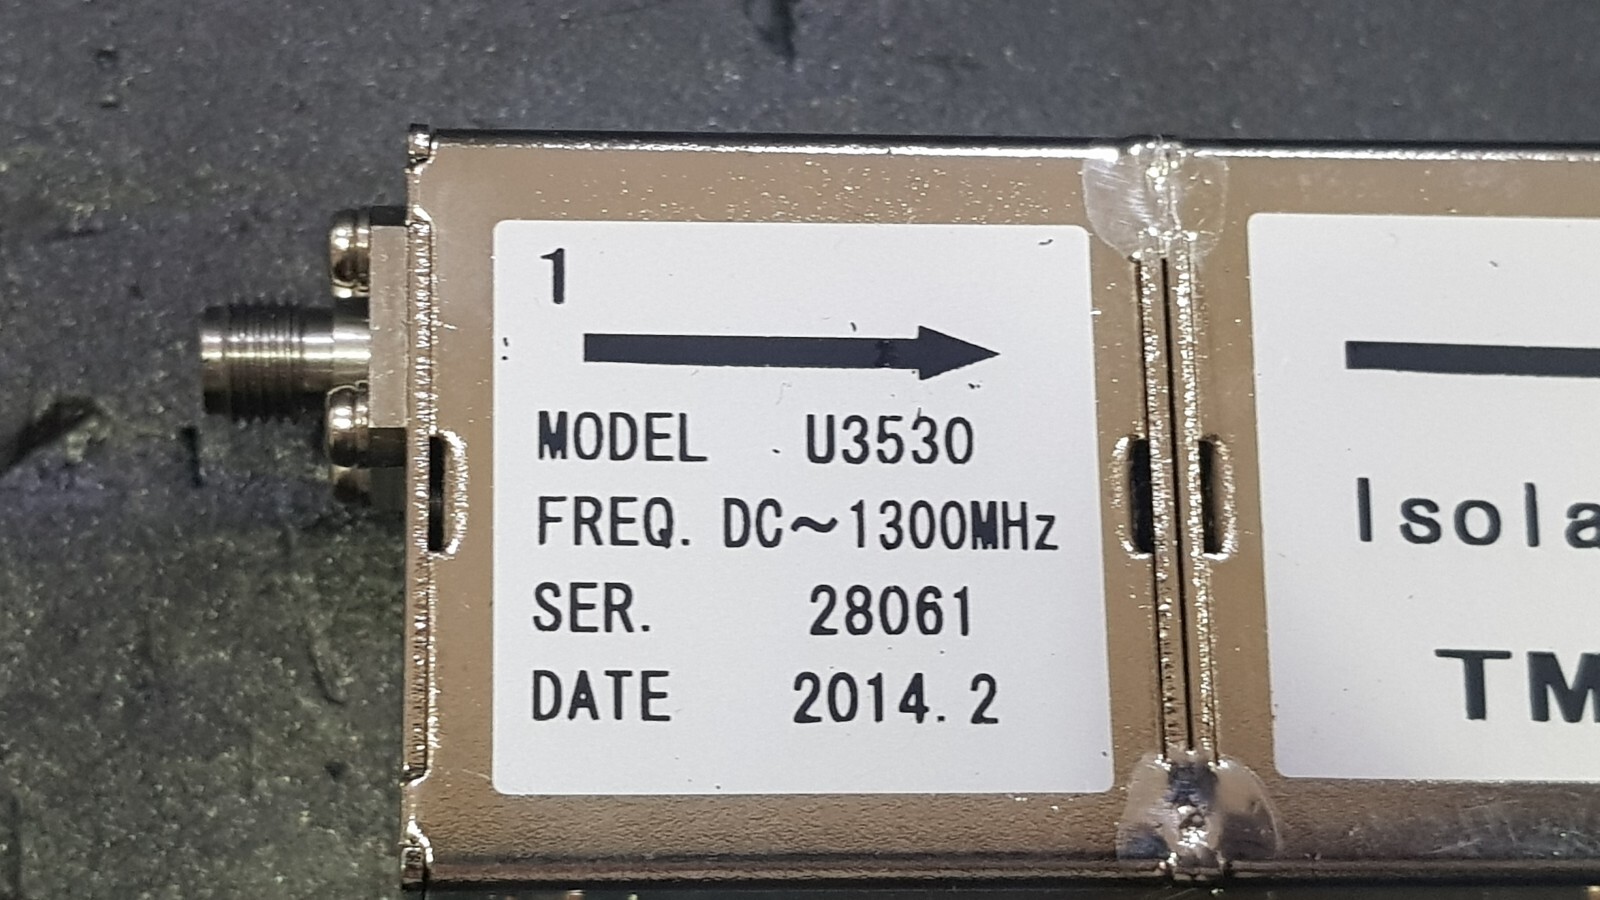 1
MODEL U3530
FREQ. DC～1300MHz
SER. 28061
DATE 2014.2
Isola
TM